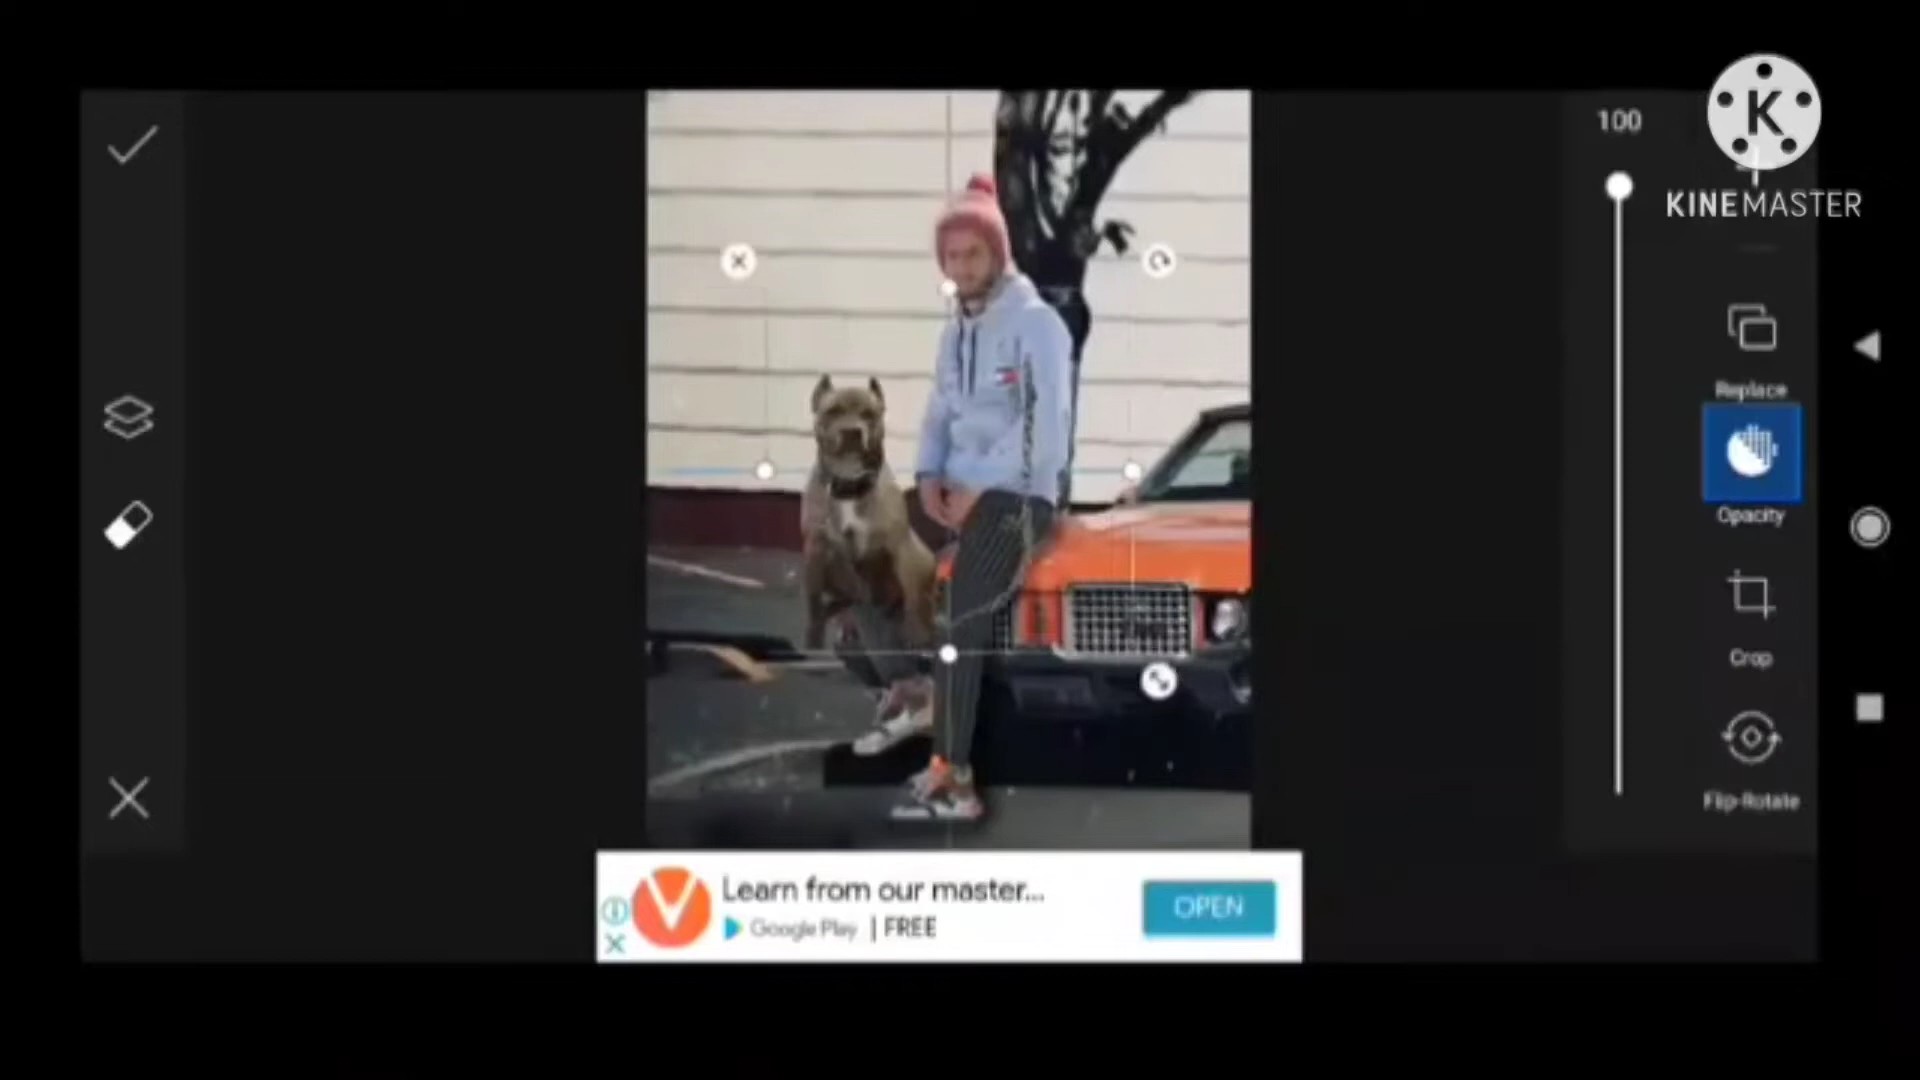 100
K
KINEMASTER
Replace
Opacity
Crop
Flip-Rotate
Learn from our master...
Google Play | FREE
OPEN